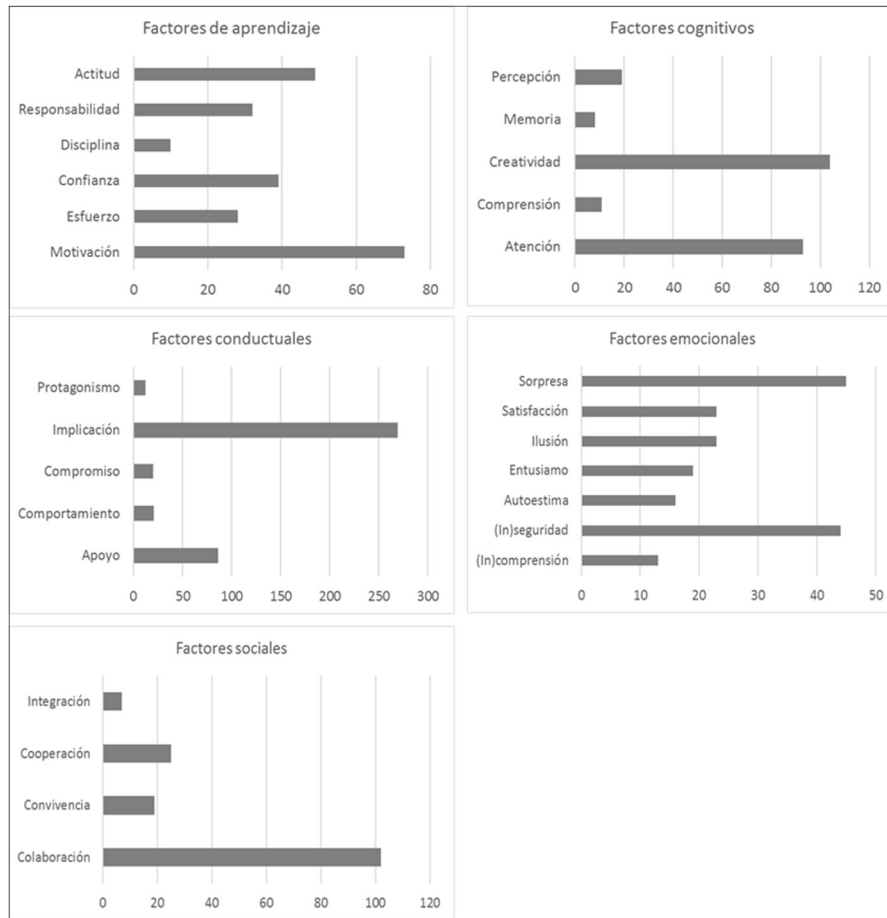 Factores de aprendizaje
Actitud
Responsabilidad
Disciplina
Confianza
Esfuerzo
Motivación
0 20 40 60 80
Factores cognitivos
Percepción
Memoria
Creatividad
Comprensión
Atención
0 20 40 60 80 100 120
Factores conductuales
Protagonismo
Implicación
Compromiso
Comportamiento
Apoyo
0 50 100 150 200 250 300
Factores emocionales
Sorpresa
Satisfacción
Ilusión
Entusiamo
Autoestima
(In)seguridad
(In)comprensión
0 10 20 30 40 50
Factores sociales
Integración
Cooperación
Convivencia
Colaboración
0 20 40 60 80 100 120